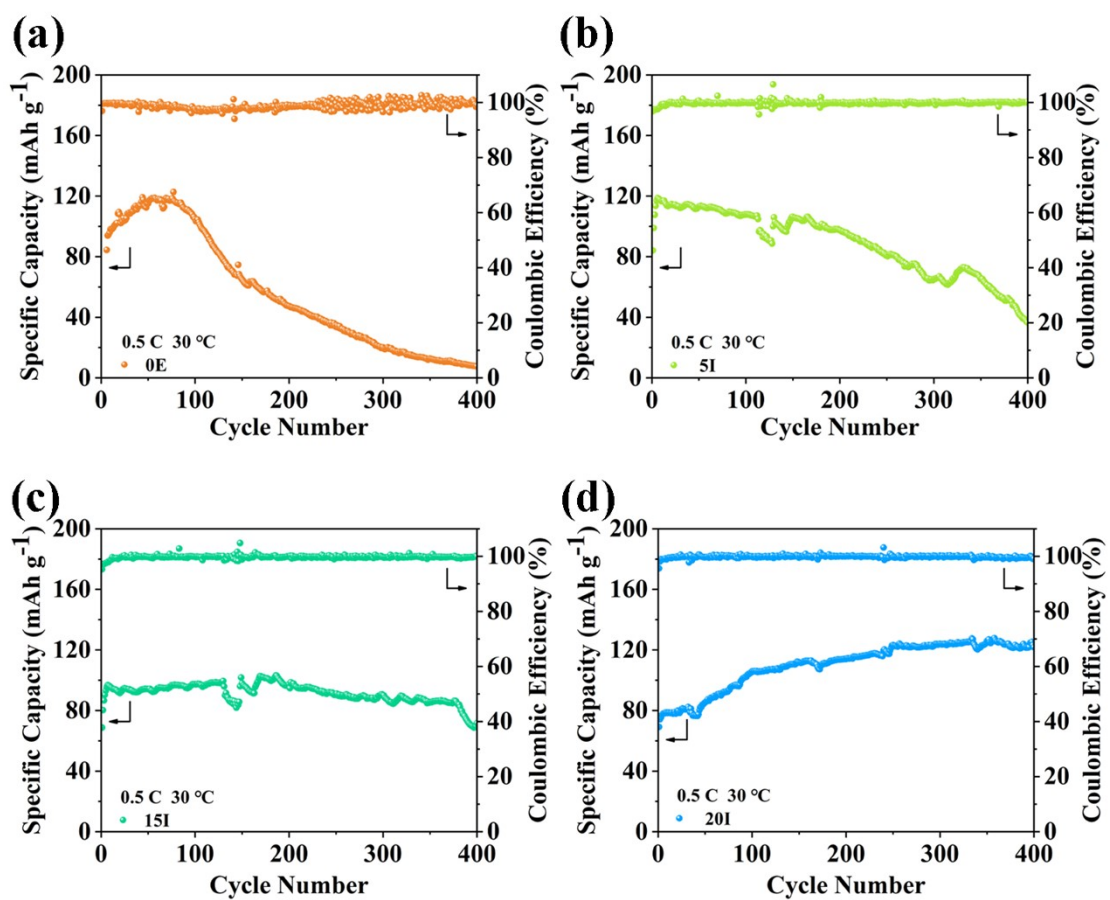 (a)
200
160
120
80
40
0
Specific Capacity (mAh g-1)
100
80
60
40
20
0
Coulombic Efficiency (%)
0.5 C 30 °C
0E
0 100 200 300 400
Cycle Number
(b)
200
160
120
80
40
0
Specific Capacity (mAh g-1)
100
80
60
40
20
0
Coulombic Efficiency (%)
0.5 C 30 °C
5I
0 100 200 300 400
Cycle Number
(c)
200
160
120
80
40
0
Specific Capacity (mAh g-1)
100
80
60
40
20
0
Coulombic Efficiency (%)
0.5 C 30 °C
15I
0 100 200 300 400
Cycle Number
(d)
200
160
120
80
40
0
Specific Capacity (mAh g-1)
100
80
60
40
20
0
Coulombic Efficiency (%)
0.5 C 30 °C
20I
0 100 200 300 400
Cycle Number